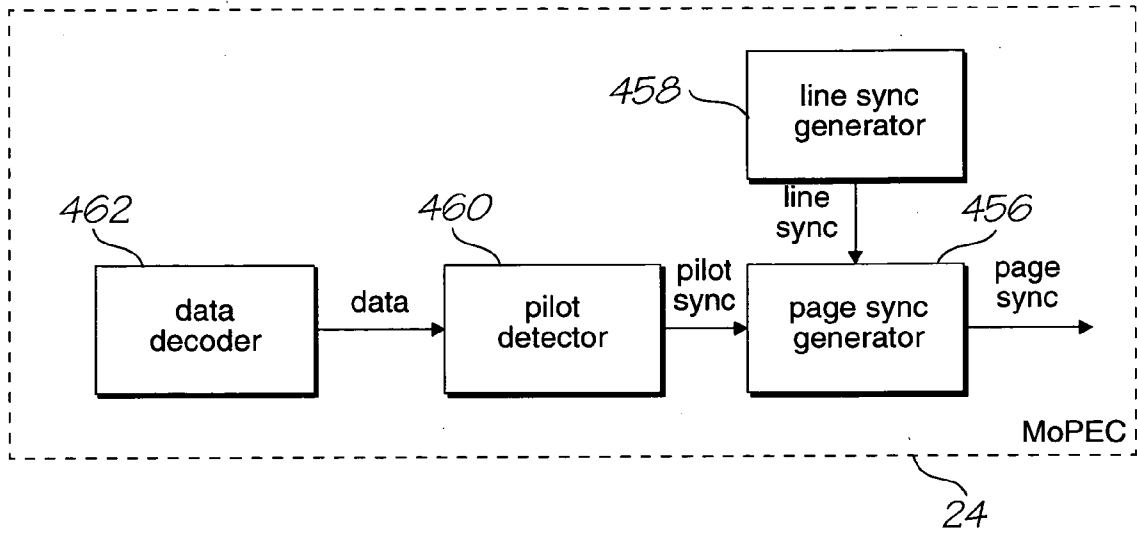 458
line sync
generator
line
sync
462
460
456
data
decoder
data
pilot
detector
pilot
sync
page sync
generator
page
sync
MoPEC
24